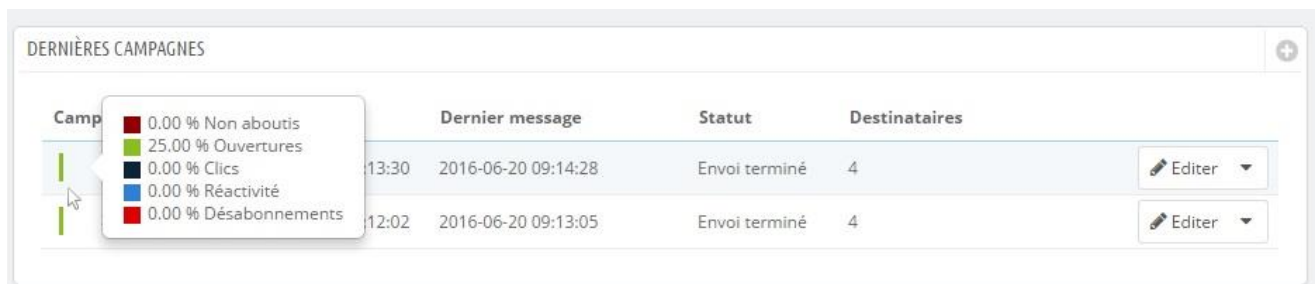 DERNIÈRES CAMPAGNES
Camp Dernier message Statut Destinataires
0.00 % Non aboutis
25.00 % Ouvertures
0.00 % Clics
0.00 % Réactivité
0.00 % Désabonnements
:13:30 2016-06-20 09:14:28 Envoi terminé 4 Editer
:12:02 2016-06-20 09:13:05 Envoi terminé 4 Editer